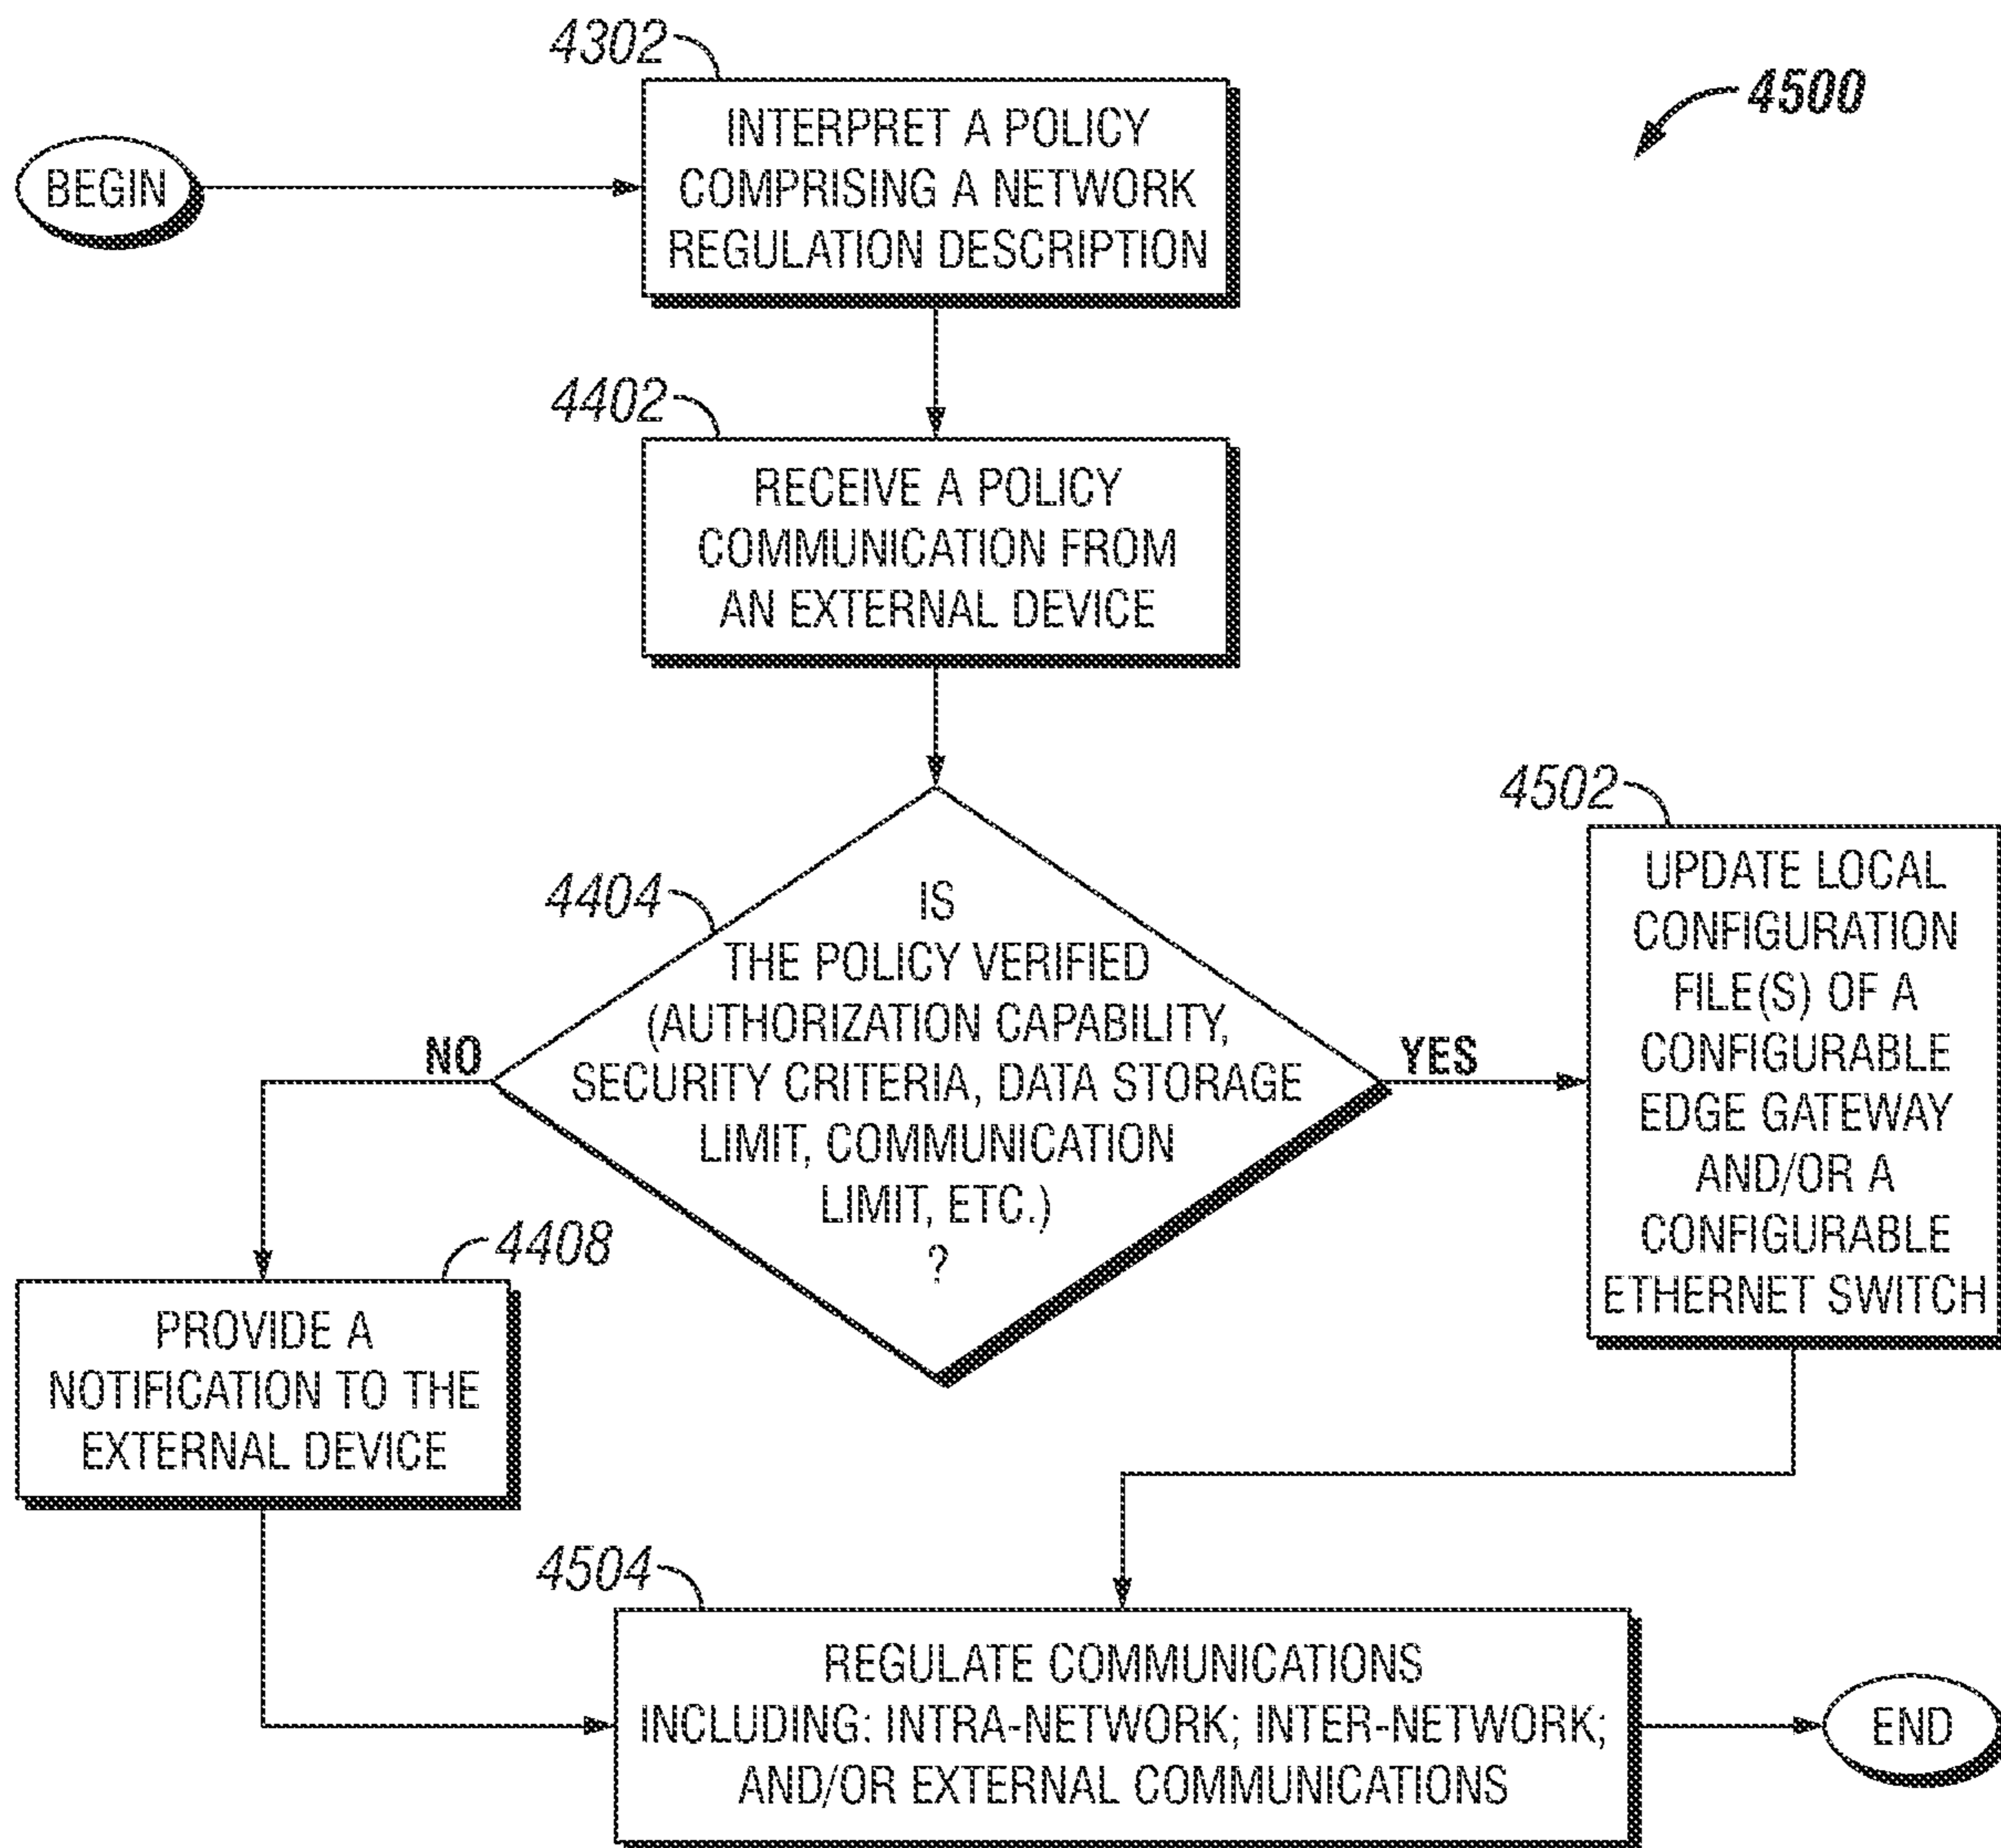 4302
4500
BEGIN
INTERPRET A POLICY
COMPRISING A NETWORK
REGULATION DESCRIPTION
4402
RECEIVE A POLICY
COMMUNICATION FROM
AN EXTERNAL DEVICE
4404
IS
THE POLICY VERIFIED
(AUTHORIZATION CAPABILITY,
SECURITY CRITERIA, DATA STORAGE
LIMIT, COMMUNICATION
LIMIT, ETC.)
?
NO
YES
4502
UPDATE LOCAL
CONFIGURATION
FILE(S) OF A
CONFIGURABLE
EDGE GATEWAY
AND/OR A
CONFIGURABLE
ETHERNET SWITCH
4408
PROVIDE A
NOTIFICATION TO THE
EXTERNAL DEVICE
4504
REGULATE COMMUNICATIONS
INCLUDING: INTRA-NETWORK; INTER-NETWORK;
AND/OR EXTERNAL COMMUNICATIONS
END